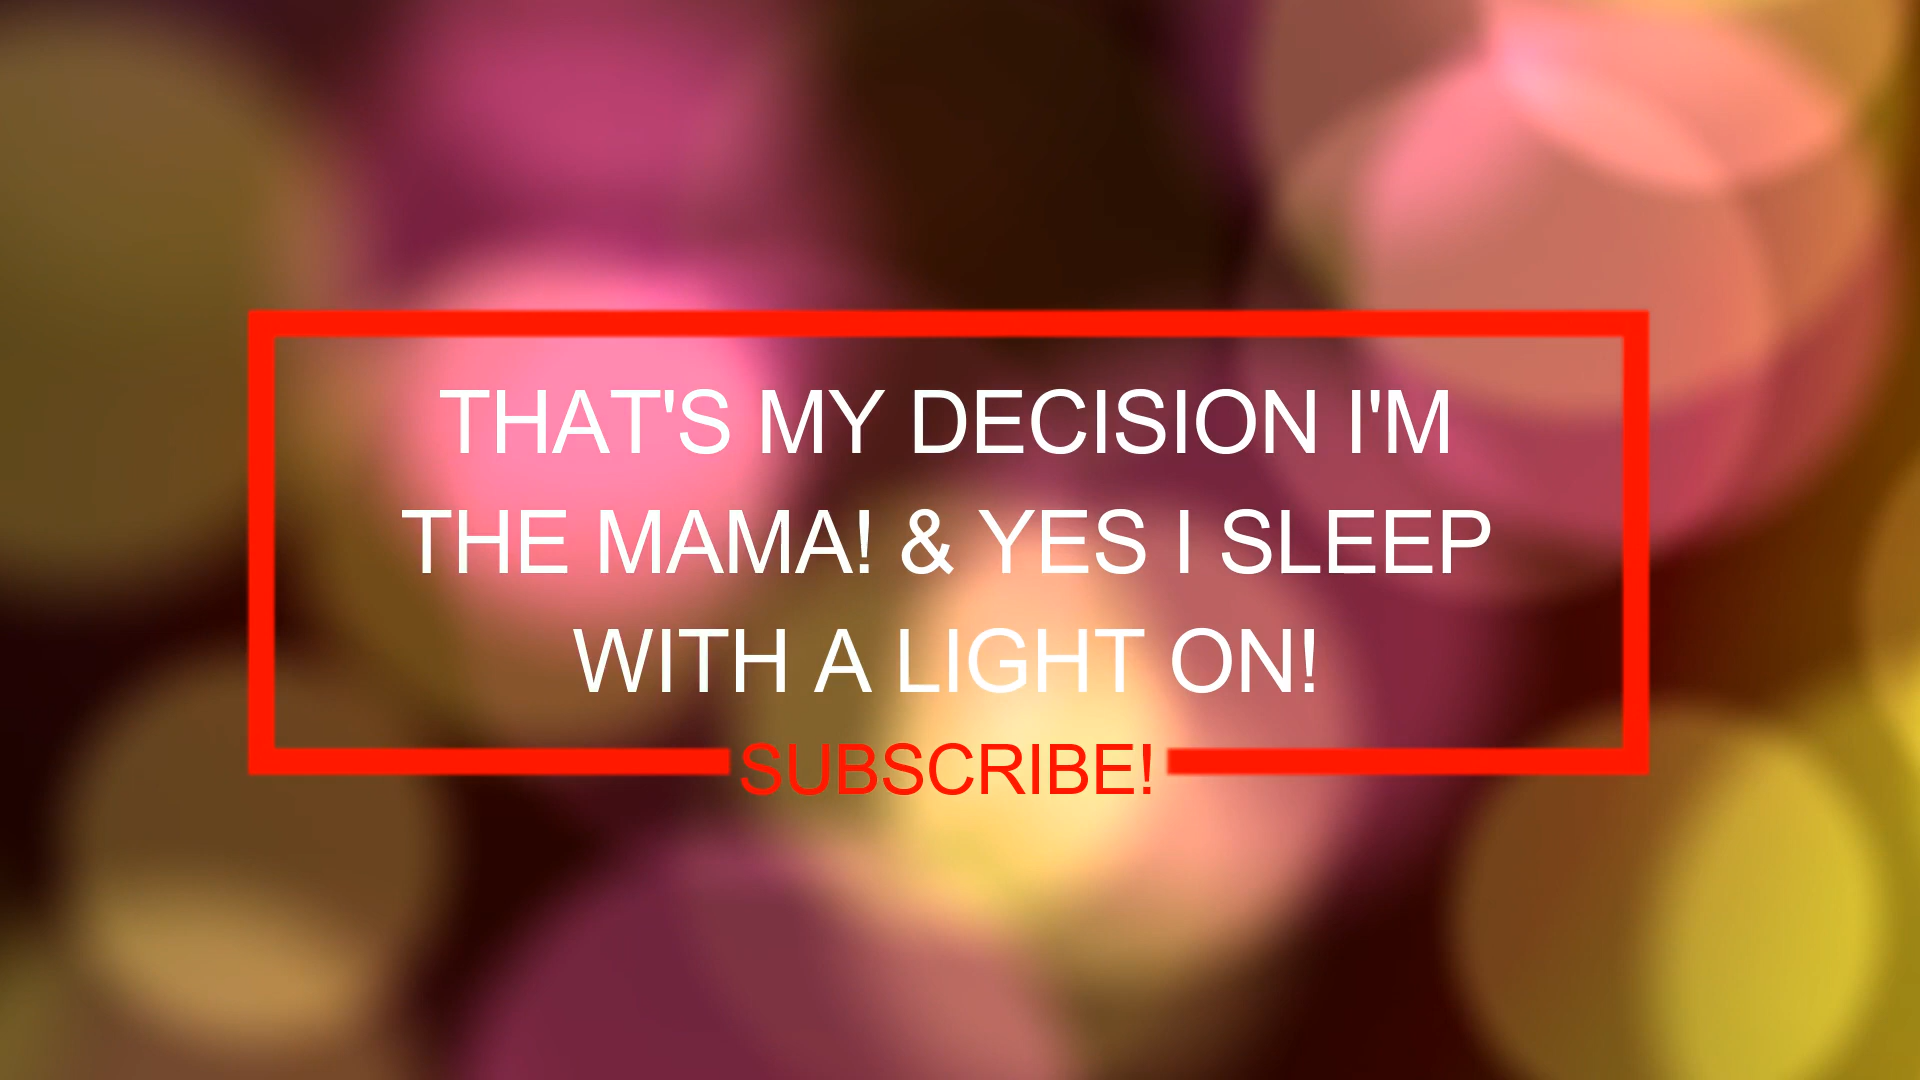 THAT'S MY DECISION I'M
THE MAMA! & YES I SLEEP
WITH A LIGHT ON!
SUBSCRIBE!